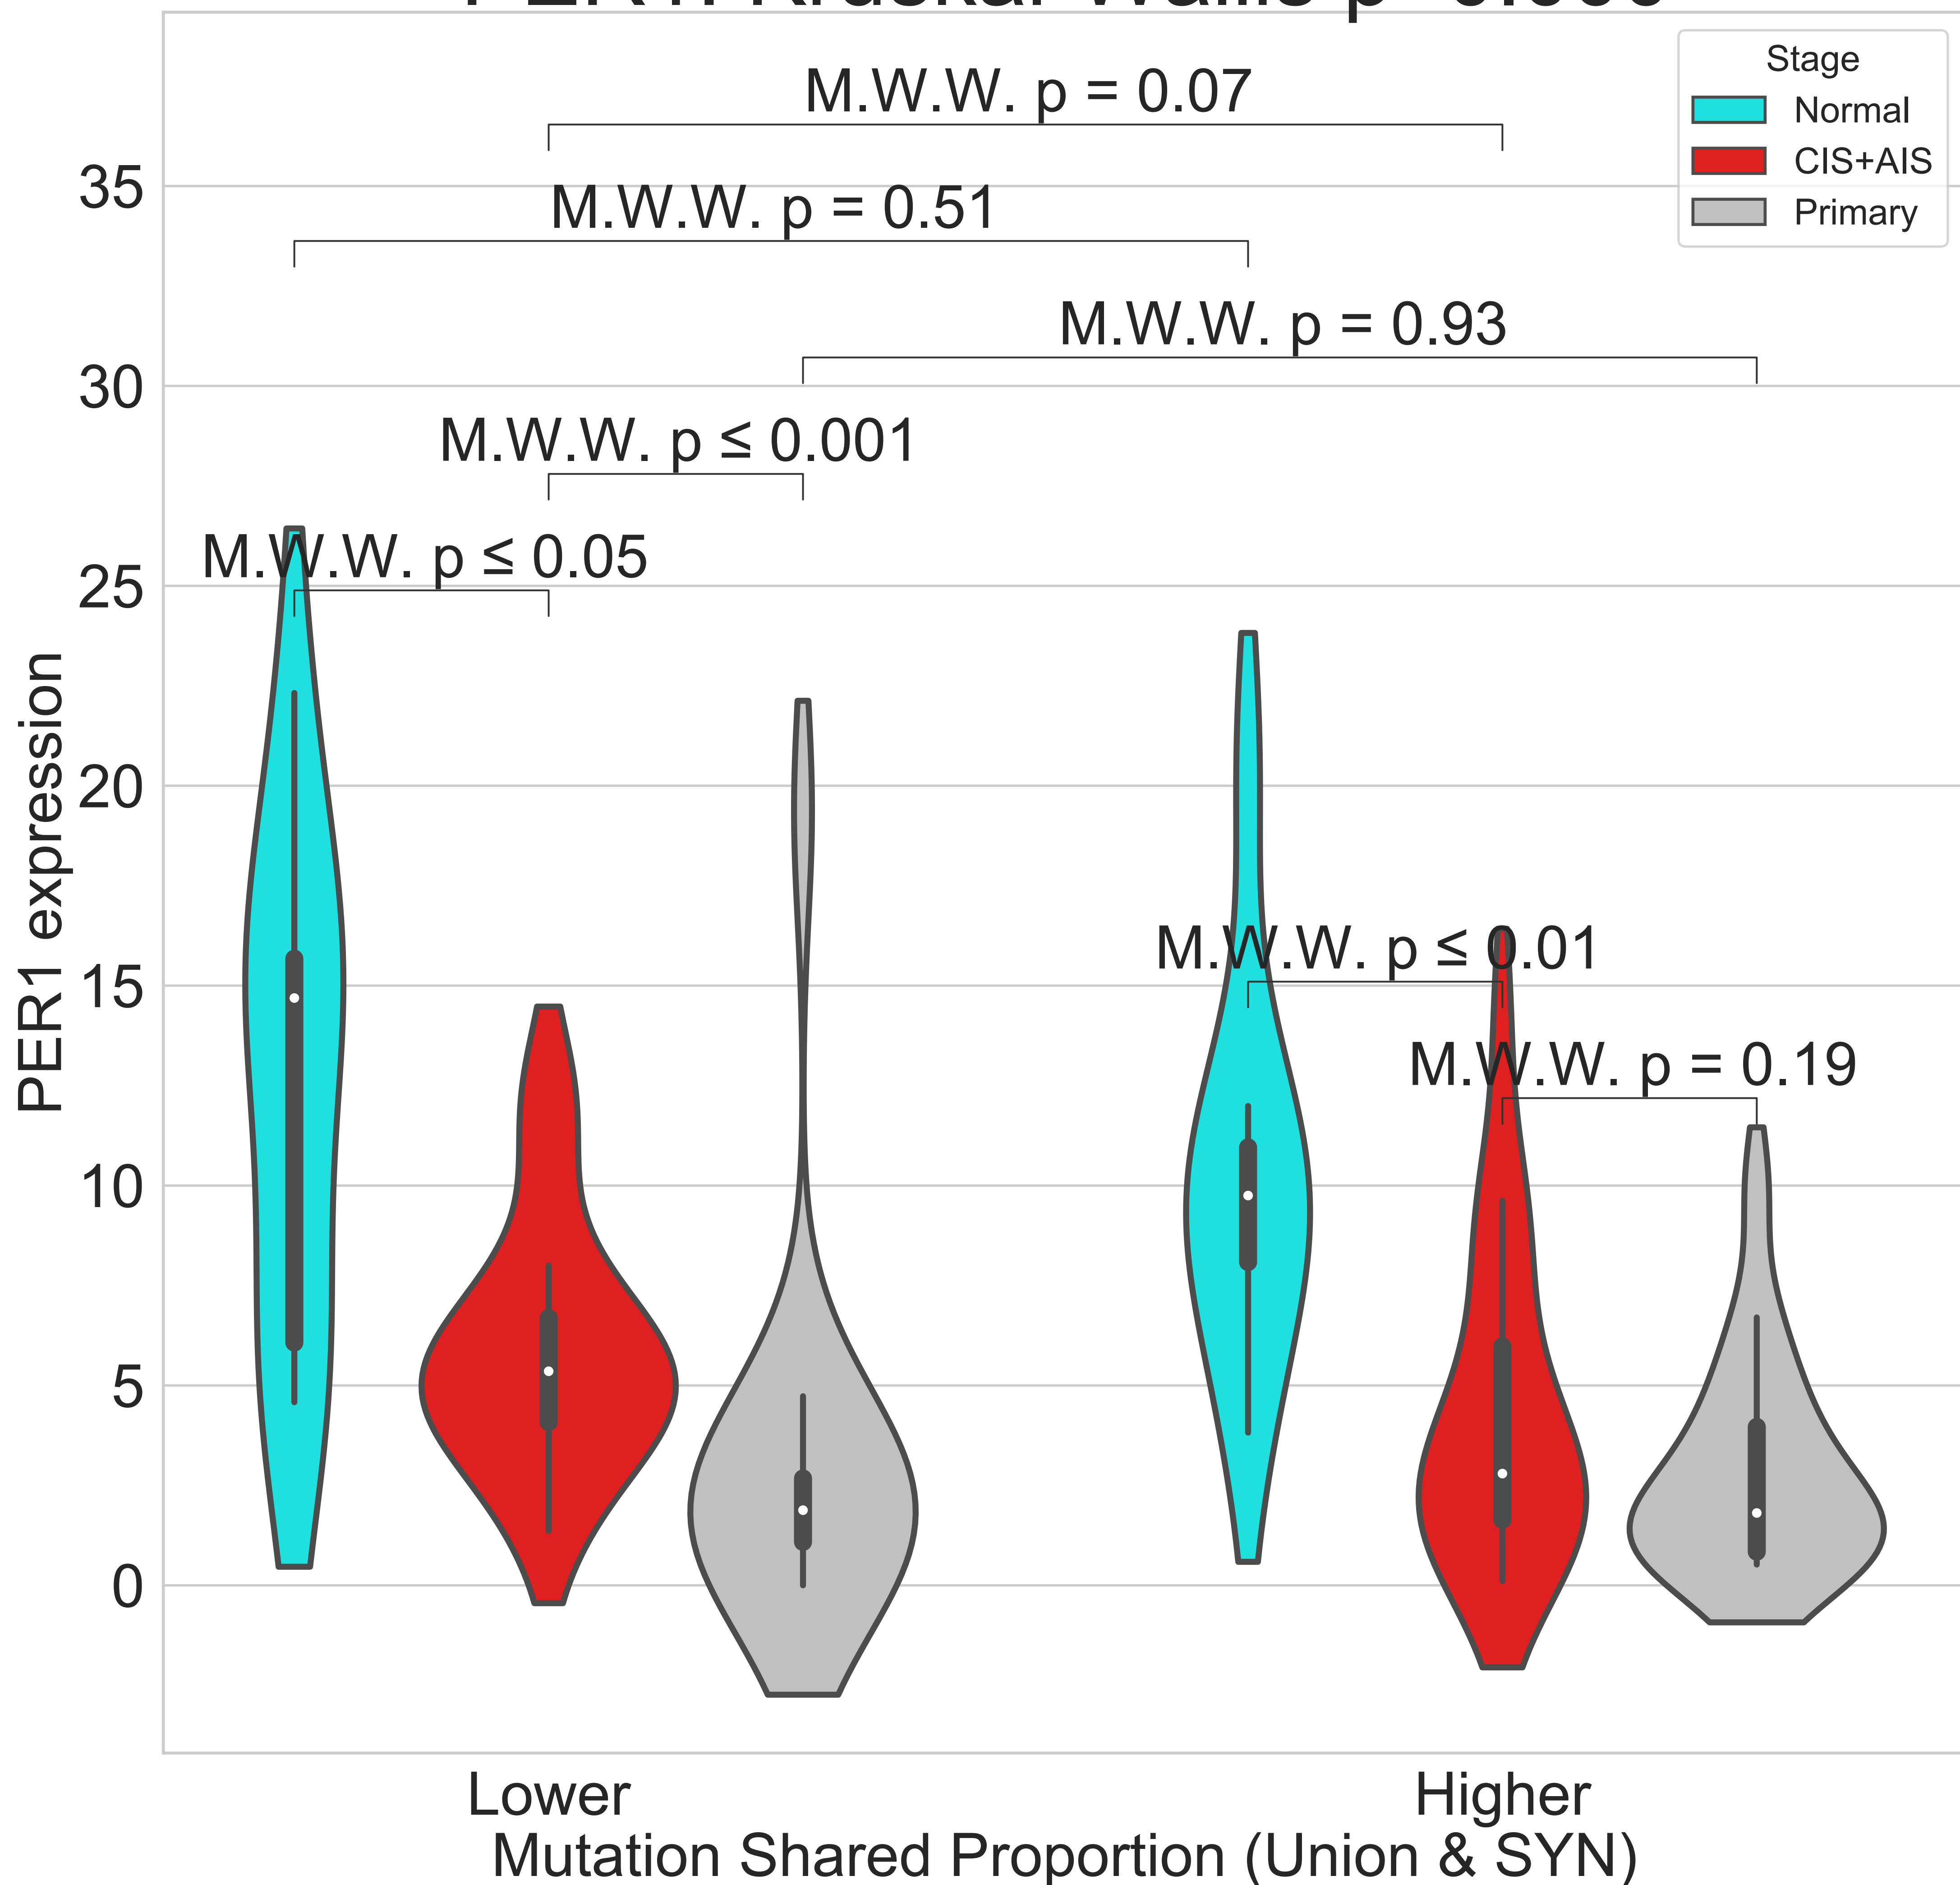 M.W.W. p = 0.07
Stage
Normal
CIS+AIS
Primary
M.W.W. p = 0.51
M.W.W. p = 0.93
M.W.W. p ≤ 0.001
M.W.W. p ≤ 0.05
M.W.W. p ≤ 0.01
M.W.W. p = 0.19
35
30
25
20
15
10
5
0
PER1 expression
Lower
Higher
Mutation Shared Proportion (Union & SYN)